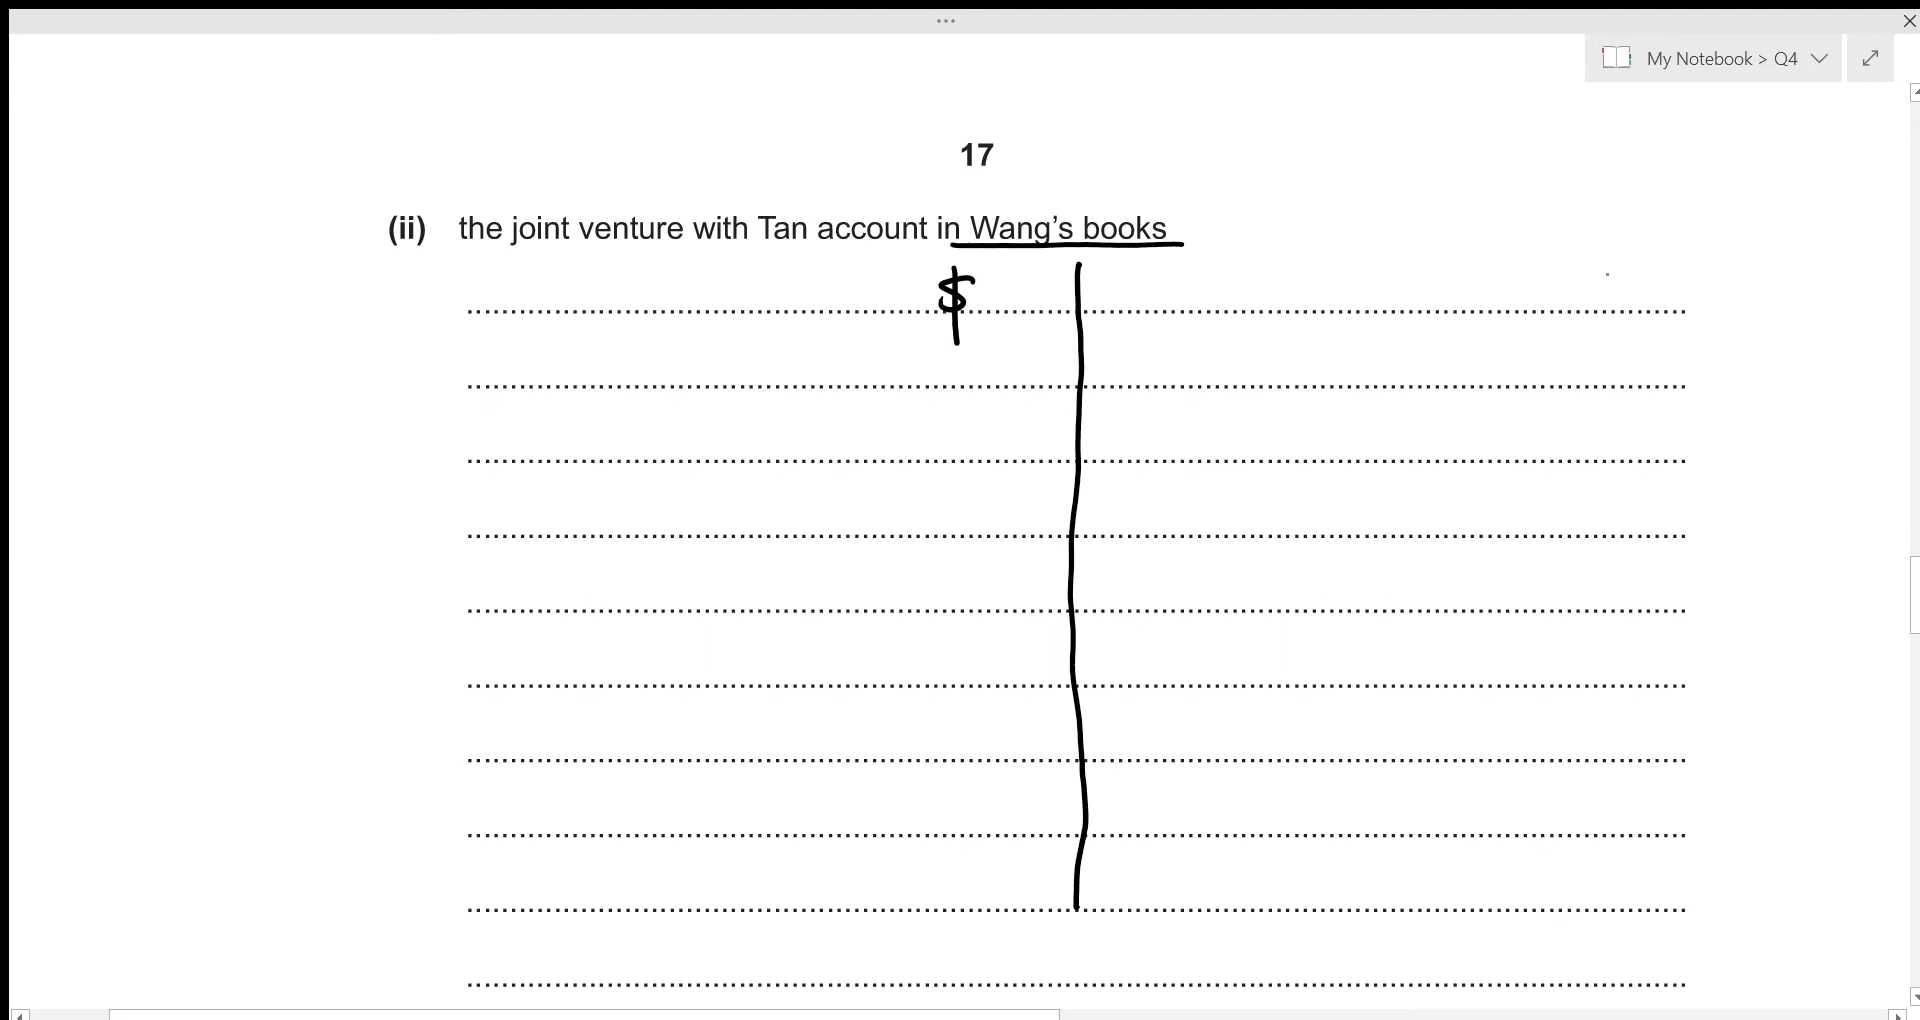 My Notebook > Q4
17
(ii) the joint venture with Tan account in Wang's books
$